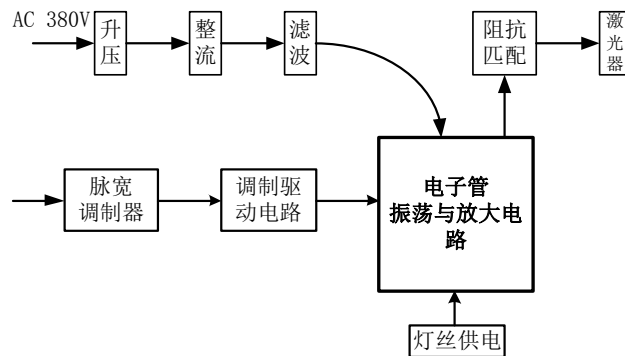 AC 380V
升
压
整
流
滤
波
阻抗
匹配
激
光
器
脉宽
调制器
调制驱
动电路
电子管
振荡与放大电
路
灯丝供电